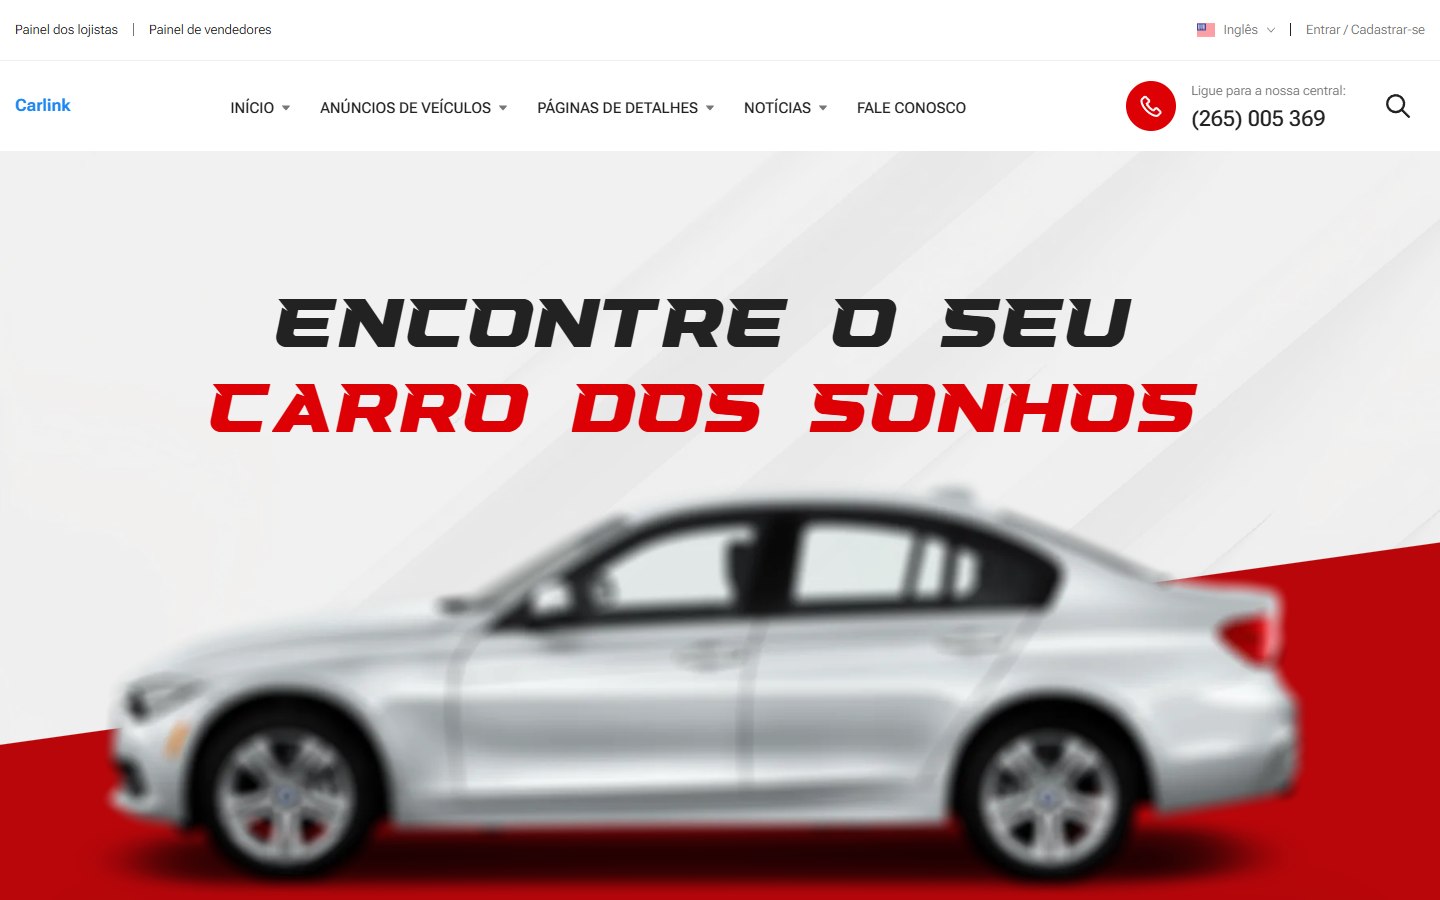 Painel dos lojistas
Painel de vendedores
Inglês
Entrar / Cadastrar-se
Carlink
INÍCIO
ANÚNCIOS DE VEÍCULOS
PÁGINAS DE DETALHES
NOTÍCIAS
FALE CONOSCO
Ligue para a nossa central:
(265) 005 369
ENCONTRE O SEU
CARRO DOS SONHOS